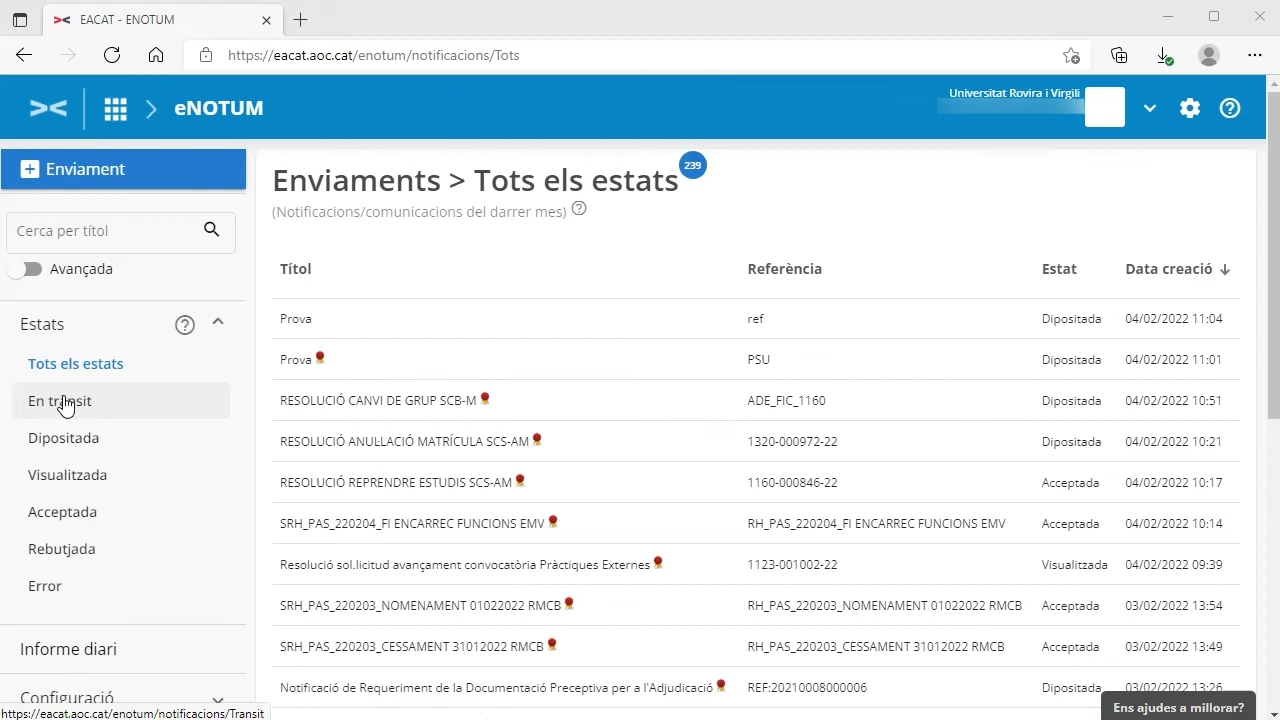 EACAT - ENOTUM
https://eacat.aoc.cat/enotum/notificacions/Tots
eNOTUM
Universitat Rovira i Virgili
Enviament
Cerca per títol
Avançada
Estats
Tots els estats
En trànsit
Dipositada
Visualitzada
Acceptada
Rebutjada
Error
Informe diari
Configuració
https://eacat.aoc.cat/enotum/notificacions/Transit
Enviaments > Tots els estats 239
(Notificacions/comunicacions del darrer mes)
Títol Referència Estat Data creació
Prova ref Dipositada 04/02/2022 11:04
Prova PSU Dipositada 04/02/2022 11:01
RESOLUCIÓ CANVI DE GRUP SCB-M ADE_FIC_1160 Dipositada 04/02/2022 10:51
RESOLUCIÓ ANUL·LACIÓ MATRÍCULA SCS-AM 1320-000972-22 Dipositada 04/02/2022 10:21
RESOLUCIÓ REPRENDRE ESTUDIS SCS-AM 1160-000846-22 Acceptada 04/02/2022 10:17
SRH_PAS_220204_FI ENCARREC FUNCIONS EMV RH_PAS_220204_FI ENCARREC FUNCIONS EMV Acceptada 04/02/2022 10:14
Resolució sol.licitud avançament convocatòria Pràctiques Externes 1123-001002-22 Visualitzada 04/02/2022 09:39
SRH_PAS_220203_NOMENAMENT 01022022 RMCB RH_PAS_220203_NOMENAMENT 01022022 RMCB Acceptada 03/02/2022 13:54
SRH_PAS_220203_CESSAMENT 31012022 RMCB RH_PAS_220203_CESSAMENT 31012022 RMCB Acceptada 03/02/2022 13:49
Notificació de Requeriment de la Documentació Preceptiva per a l'Adjudicació REF:20210008000006 Dipositada 03/02/2022 13:26
Ens ajudes a millorar?